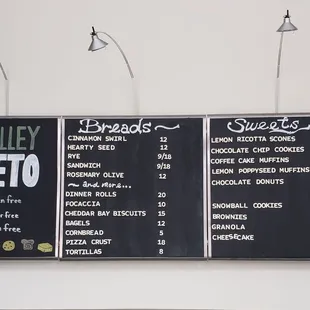 LLEY
ETO
n free
r free
free
Breads
CINNAMON SWIRL 12
HEARTY SEED 12
RYE 9/18
SANDWICH 9/18
ROSEMARY OLIVE 12
and more...
DINNER ROLLS 20
FOCACCIA 10
CHEDDAR BAY BISCUITS 15
BAGELS 12
CORNBREAD 5
PIZZA CRUST 18
TORTILLAS 8
Sweets
LEMON RICOTTA SCONES
CHOCOLATE CHIP COOKIES
COFFEE CAKE MUFFINS
LEMON POPPYSEED MUFFINS
CHOCOLATE DONUTS
SNOWBALL COOKIES
BROWNIES
GRANOLA
CHEESECAKE